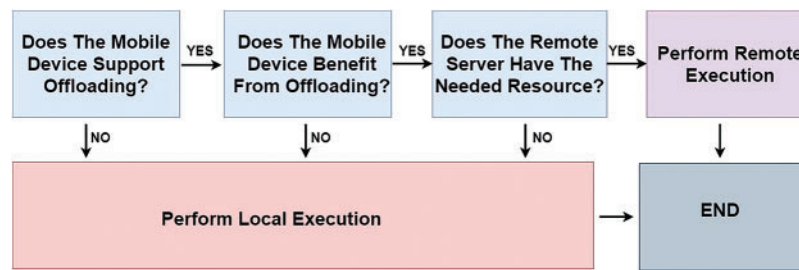 Does The Mobile
Device Support
Offloading?
YES
Does The Mobile
Device Benefit
From Offloading?
YES
Does The Remote
Server Have The
Needed Resource?
YES
Perform Remote
Execution
NO
NO
NO
Perform Local Execution
END